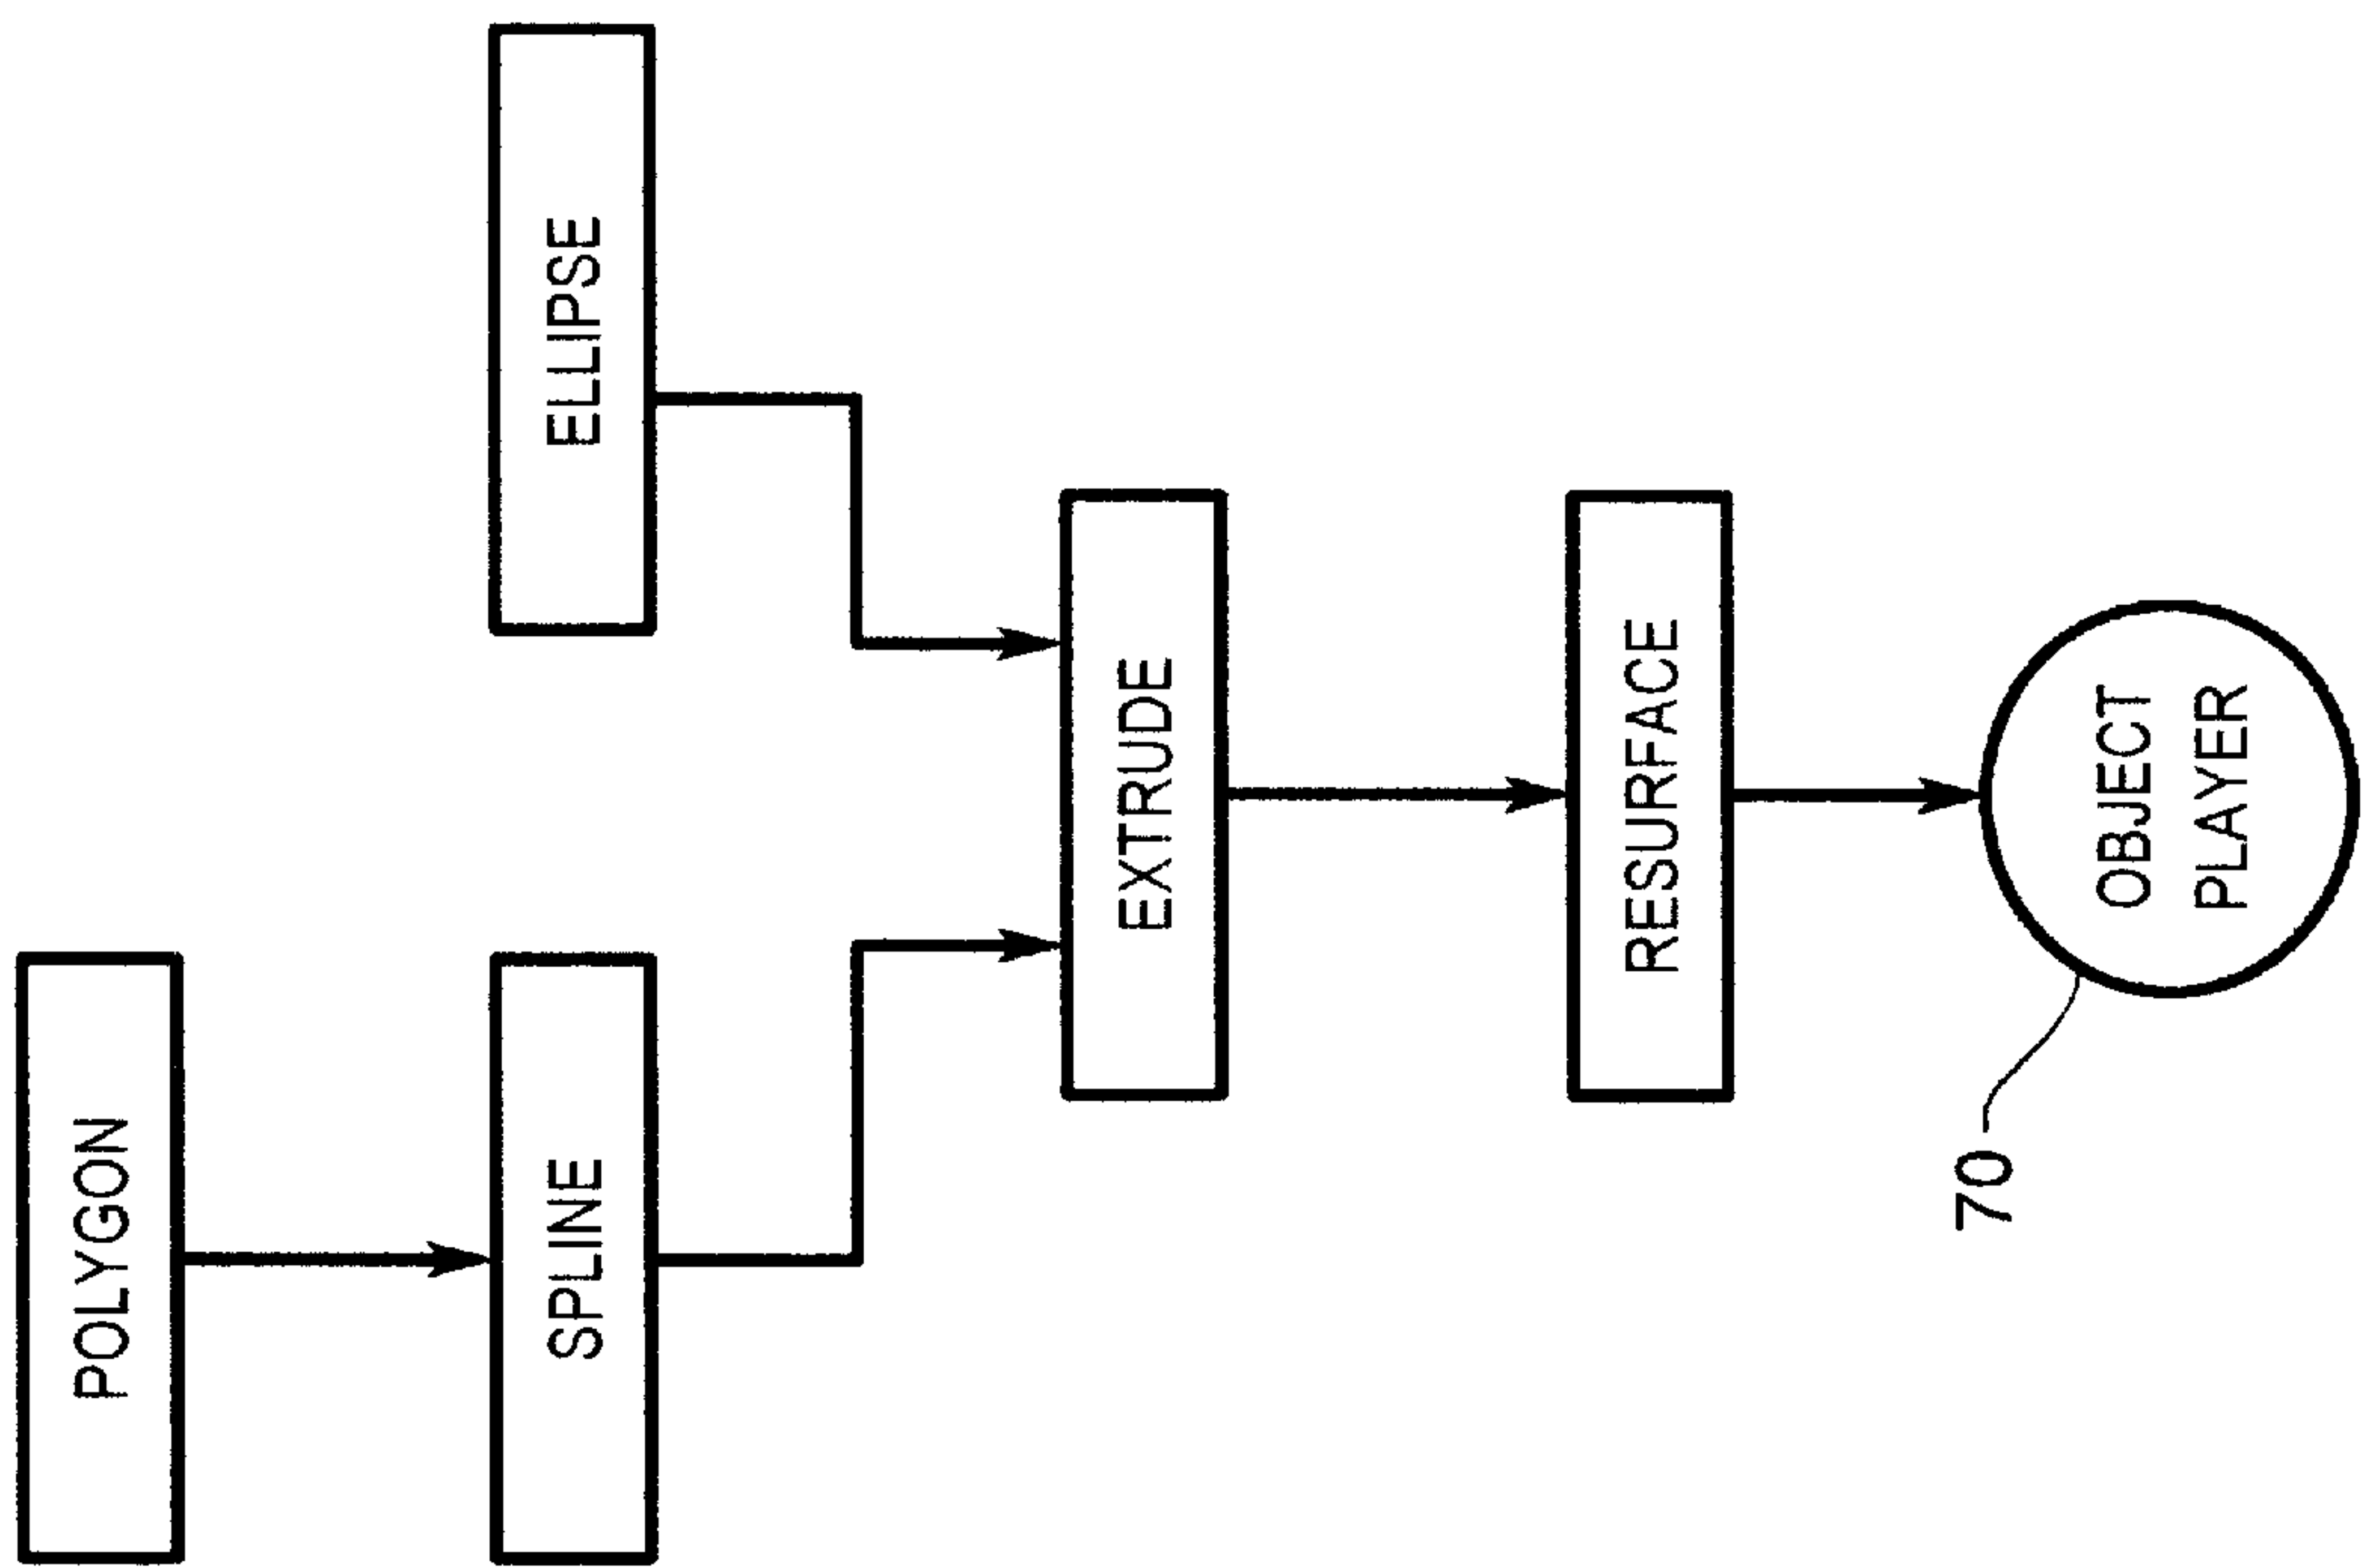 POLYGON
SPLINE
ELLIPSE
EXTRUDE
RESURFACE
OBJECT
PLAYER
70